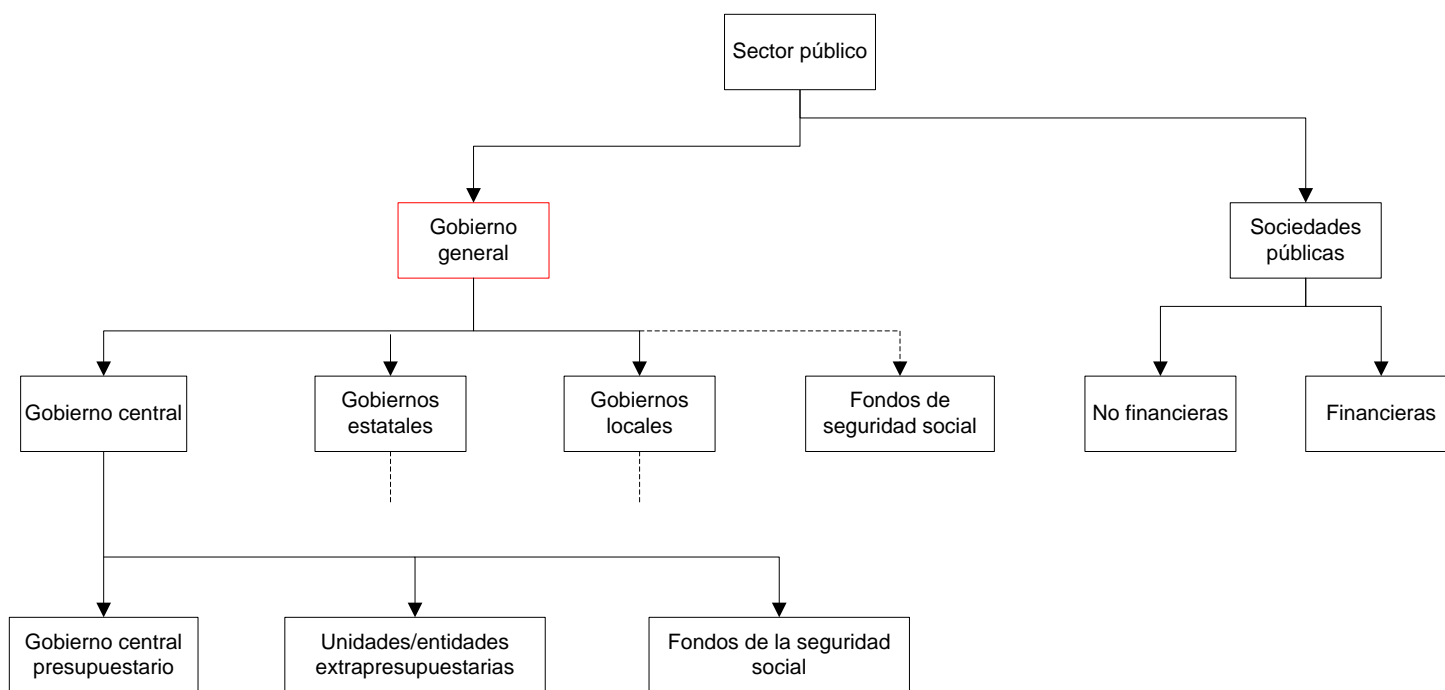 Sector público
Gobierno
general
Sociedades
públicas
Gobierno central
Gobiernos
estatales
Gobiernos
locales
Fondos de
seguridad social
No financieras
Financieras
Gobierno central
presupuestario
Unidades/entidades
extrapresupuestarias
Fondos de la seguridad
social